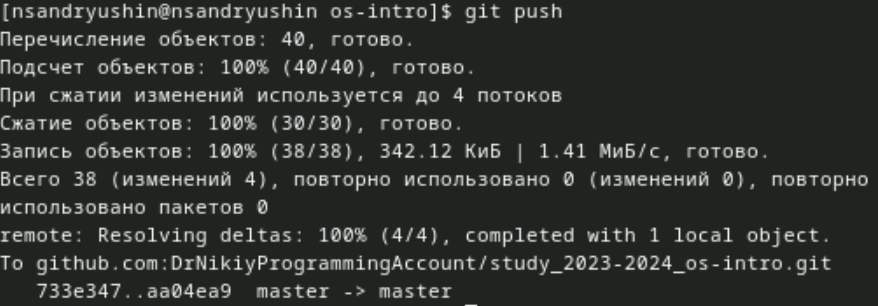 [nsandryushin@nsandryushin os-intro]$ git push
Перечисление объектов: 40, готово.
Подсчет объектов: 100% (40/40), готово.
При сжатии изменений используется до 4 потоков
Сжатие объектов: 100% (30/30), готово.
Запись объектов: 100% (38/38), 342.12 КиБ | 1.41 МиБ/с, готово.
Всего 38 (изменений 4), повторно использовано 0 (изменений 0), повторно
использовано пакетов 0
remote: Resolving deltas: 100% (4/4), completed with 1 local object.
To github.com:DrNikiyProgrammingAccount/study_2023-2024_os-intro.git
   733e347..aa04ea9  master -> master